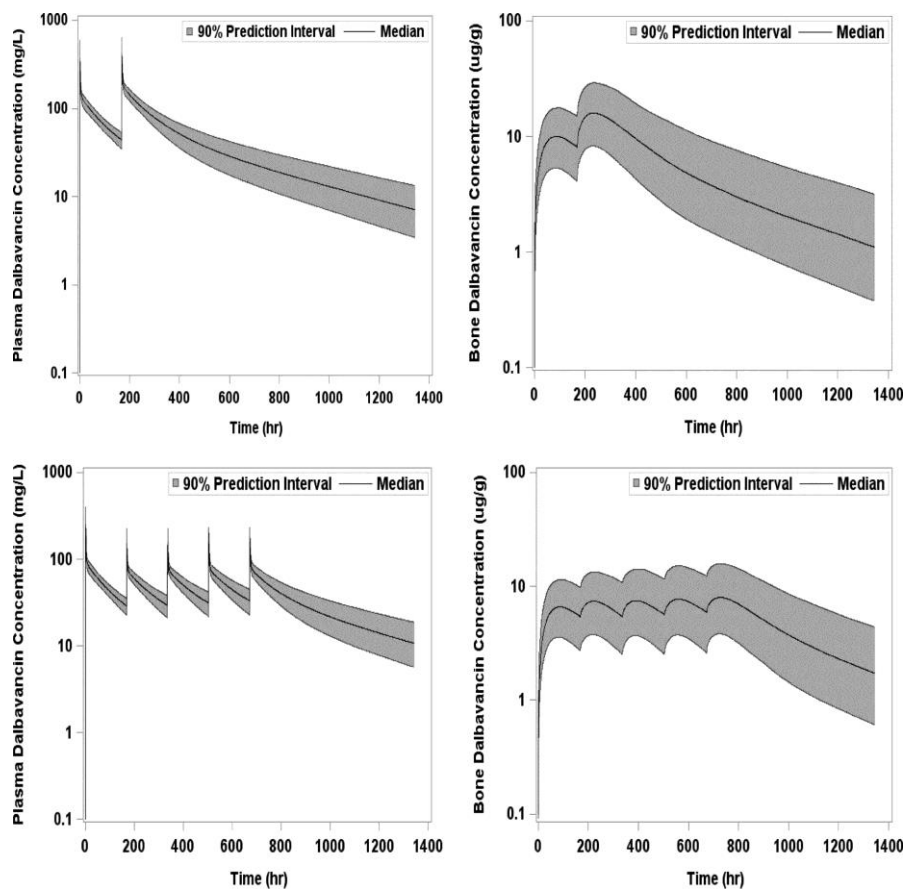 Plasma Dalbavancin Concentration (mg/L)
1000
100
10
1
0.1
90% Prediction Interval Median
0 200 400 600 800 1000 1200 1400
Time (hr)
Bone Dalbavancin Concentration (ug/g)
100
10
1
0.1
90% Prediction Interval Median
0 200 400 600 800 1000 1200 1400
Time (hr)
Plasma Dalbavancin Concentration (mg/L)
1000
100
10
1
0.1
90% Prediction Interval Median
0 200 400 600 800 1000 1200 1400
Time (hr)
Bone Dalbavancin Concentration (ug/g)
100
10
1
0.1
90% Prediction Interval Median
0 200 400 600 800 1000 1200 1400
Time (hr)